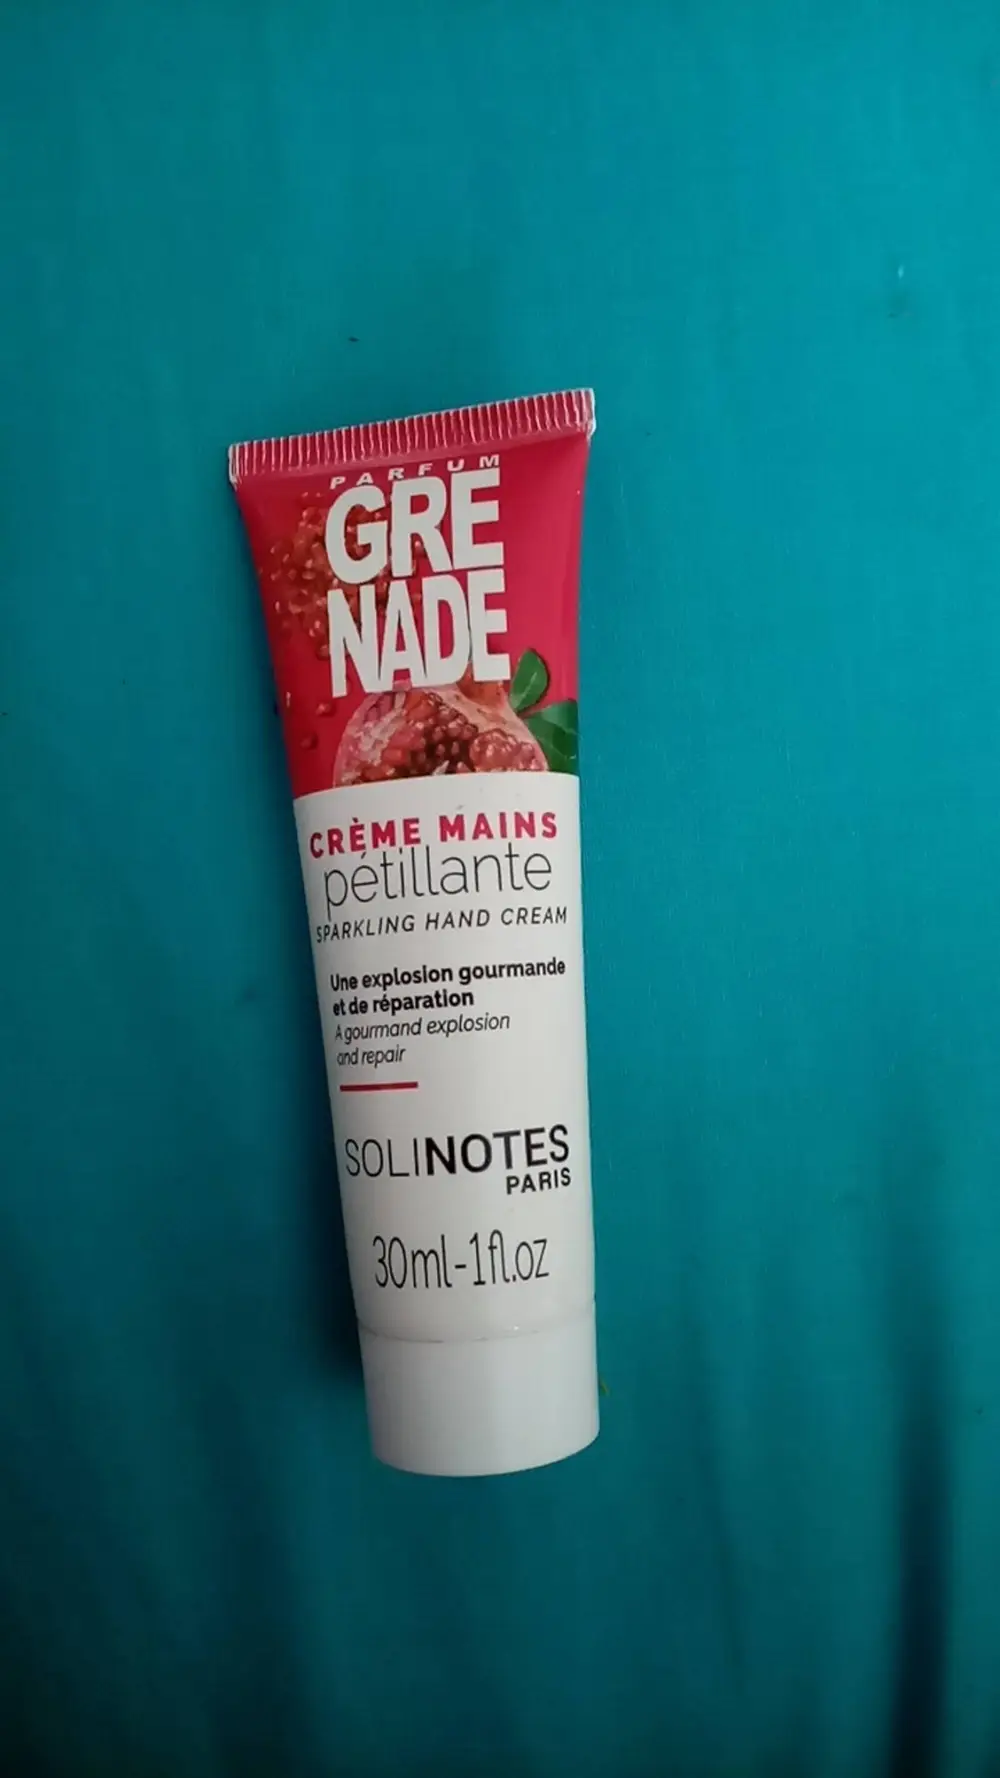 PARFUM
GRE
NADE
CRÈME MAINS
pétillante
SPARKLING HAND CREAM
Une explosion gourmande
et de réparation
A gourmand explosion
and repair
SOLINOTES
PARIS
30ml-1fl.oz